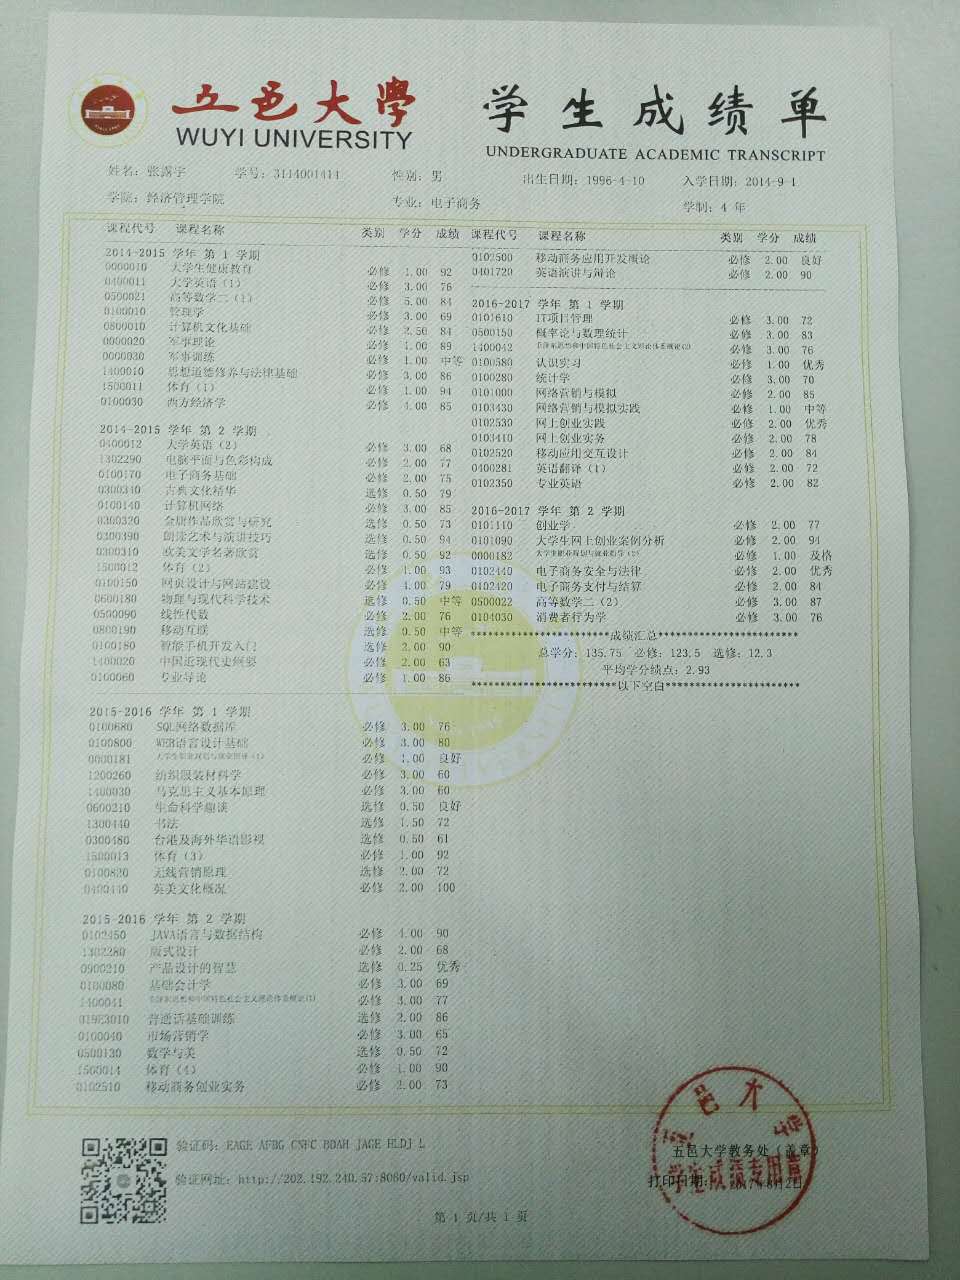 五邑大學
WUYI UNIVERSITY
学生成绩单
UNDERGRADUATE ACADEMIC TRANSCRIPT
姓名：张露宇 学号：3114001414 性别：男 出生日期：1996-4-10 入学日期：2014-9-1
学院：经济管理学院 专业：电子商务 学制：4 年
课程代号 课程名称 类别 学分 成绩
2014-2015 学年 第 1 学期
0000010 大学生健康教育 必修 1.00 92
0400011 大学英语（1） 必修 3.00 76
0500021 高等数学二（1） 必修 5.00 84
0100010 管理学 必修 3.00 69
0800010 计算机文化基础 必修 2.50 84
0000020 军事理论 必修 1.00 89
0000030 军事训练 必修 1.00 中等
1400010 思想道德修养与法律基础 必修 3.00 86
1500011 体育（1） 必修 1.00 94
0100030 西方经济学 必修 4.00 85
2014-2015 学年 第 2 学期
0400012 大学英语（2） 必修 3.00 68
1302290 电脑平面与色彩构成 必修 2.00 77
0100170 电子商务基础 必修 2.00 75
0300340 古典文化精华 选修 0.50 79
0100140 计算机网络 必修 3.00 85
0300320 金庸作品欣赏与研究 选修 0.50 73
0300390 朗读艺术与演讲技巧 选修 0.50 94
0300310 欧美文学名著欣赏 选修 0.50 92
1500012 体育（2） 必修 1.00 93
0100150 网页设计与网站建设 必修 4.00 79
0600180 物理与现代科学技术 选修 0.50 中等
0500090 线性代数 必修 2.00 76
0800190 移动互联 选修 0.50 中等
0100180 智能手机开发入门 必修 2.00 90
1400020 中国近现代史纲要 必修 2.00 63
0100060 专业导论 必修 1.00 86
2015-2016 学年 第 1 学期
0100680 SQL网络数据库 必修 3.00 76
0100800 WEB语言设计基础 必修 3.00 80
0000181 大学生职业规划与就业指导（1） 必修 1.00 良好
1200260 纺织服装材料学 必修 3.00 60
1400030 马克思主义基本原理 必修 3.00 60
0600210 生命科学趣谈 选修 0.50 良好
1300440 书法 选修 1.50 72
0300480 台港及海外华语影视 选修 0.50 61
1500013 体育（3） 必修 1.00 92
0100820 无线营销原理 选修 2.00 72
0400440 英美文化概况 必修 2.00 100
2015-2016 学年 第 2 学期
0102450 JAVA语言与数据结构 必修 4.00 90
1302280 版式设计 必修 2.00 68
0900210 产品设计的智慧 选修 0.25 优秀
0100080 基础会计学 必修 3.00 69
1400041 毛泽东思想和中国特色社会主义理论体系概论(1) 必修 3.00 77
019E3010 普通话基础训练 选修 2.00 86
0100040 市场营销学 必修 3.00 65
0500130 数学与美 选修 0.50 72
1500014 体育（4） 必修 1.00 90
0102510 移动商务创业实务 必修 2.00 73
课程代号 课程名称 类别 学分 成绩
0102500 移动商务应用开发概论 必修 2.00 良好
0401720 英语演讲与辩论 必修 2.00 90
2016-2017 学年 第 1 学期
0101610 IT项目管理 必修 3.00 72
0500150 概率论与数理统计 必修 3.00 83
1400042 毛泽东思想和中国特色社会主义理论体系概论(2) 必修 3.00 76
0100580 认识实习 必修 1.00 优秀
0100280 统计学 必修 3.00 70
0101000 网络营销与模拟 必修 2.00 85
0103430 网络营销与模拟实践 必修 1.00 中等
0102530 网上创业实践 必修 2.00 优秀
0103410 网上创业实务 必修 2.00 78
0102520 移动应用交互设计 必修 2.00 84
0400281 英语翻译（1） 必修 2.00 72
0102350 专业英语 必修 2.00 82
2016-2017 学年 第 2 学期
0101110 创业学 必修 2.00 77
0101090 大学生网上创业案例分析 必修 2.00 94
0000182 大学生职业规划与就业指导（2） 必修 1.00 及格
0102440 电子商务安全与法律 必修 2.00 优秀
0102420 电子商务支付与结算 必修 2.00 84
0500022 高等数学二（2） 必修 3.00 87
0104030 消费者行为学 必修 3.00 76
************************成绩汇总************************
总学分：135.75 必修：123.5 选修：12.3
平均学分绩点：2.93
************************以下空白************************
验证码：EAGE AFBG CNFC BDAH JAGE HLDJ L
验证网址：http://202.192.240.57:8080/valid.jsp
五邑大学教务处（盖章）
打印日期：
五邑大学
学生成绩专用章
第 1 页/共 1 页